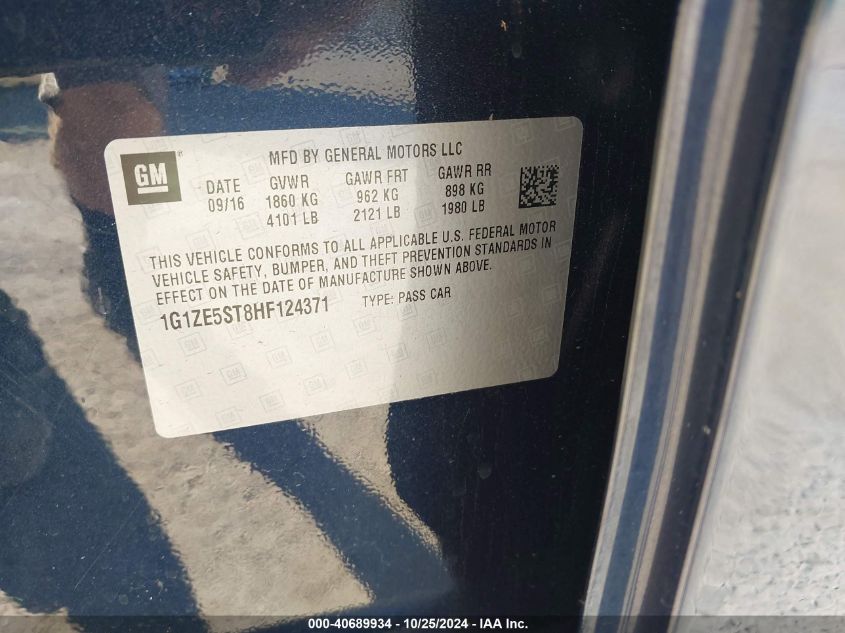 GM
MFD BY GENERAL MOTORS LLC
DATE GVWR GAWR FRT GAWR RR
09/16 1860 KG 962 KG 898 KG
4101 LB 2121 LB 1980 LB
THIS VEHICLE CONFORMS TO ALL APPLICABLE U.S. FEDERAL MOTOR
VEHICLE SAFETY, BUMPER, AND THEFT PREVENTION STANDARDS IN
EFFECT ON THE DATE OF MANUFACTURE SHOWN ABOVE.
1G1ZE5ST8HF124371 TYPE: PASS CAR
000-40689934 - 10/25/2024 - IAA Inc.